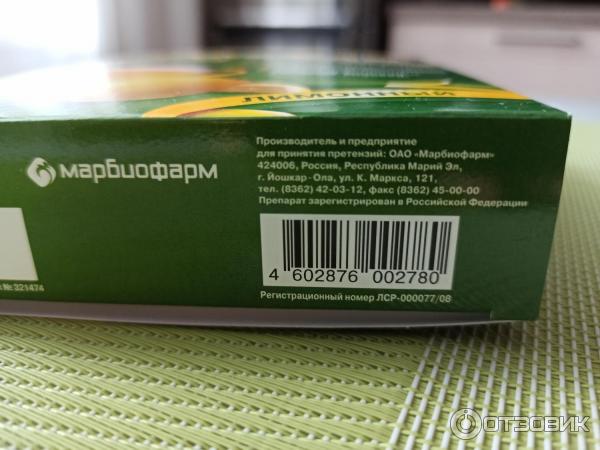 марбиофарм
Производитель и предприятие
для принятия претензий: ОАО «Марбиофарм»
424006, Россия, Республика Марий Эл,
г. Йошкар-Ола, ул. К. Маркса, 121,
тел. (8362) 42-03-12, факс (8362) 45-00-00
Препарат зарегистрирован в Российской Федерации
4 602876 002780
Регистрационный номер ЛСР-000077/08
№ 321474
ОТЗОВИК